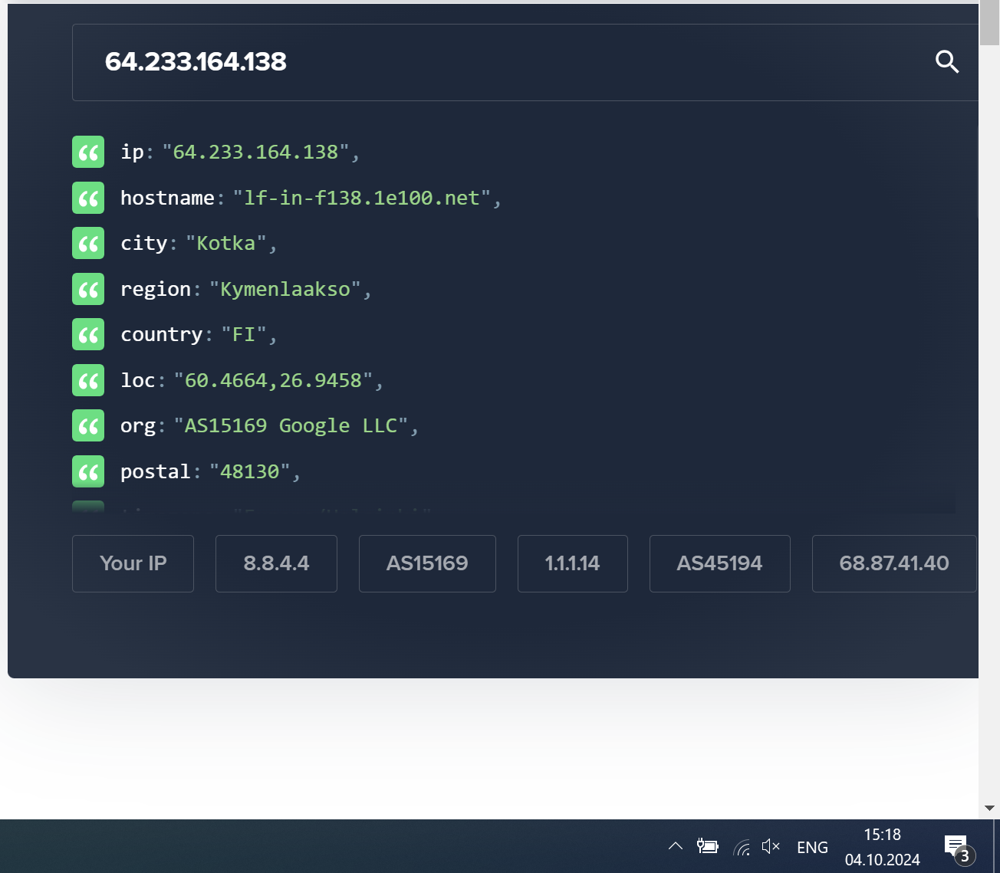 64.233.164.138
ip: "64.233.164.138",
hostname: "lf-in-f138.1e100.net",
city: "Kotka",
region: "Kymenlaakso",
country: "FI",
loc: "60.4664,26.9458",
org: "AS15169 Google LLC",
postal: "48130",
Your IP 8.8.4.4 AS15169 1.1.1.14 AS45194 68.87.41.40
ENG 15:18
04.10.2024 3